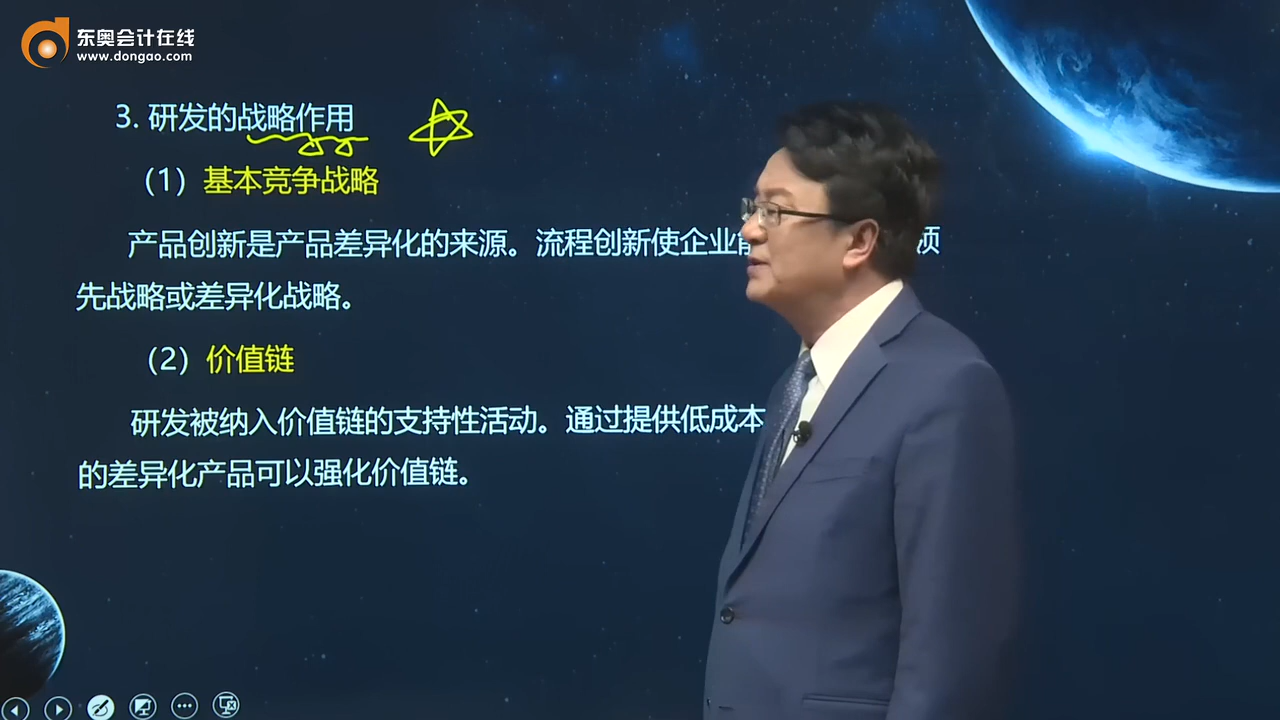 东奥会计在线
www.dongao.com
3. 研发的战略作用
（1）基本竞争战略
产品创新是产品差异化的来源。流程创新使企业
先战略或差异化战略。
（2）价值链
研发被纳入价值链的支持性活动。通过提供低成本
的差异化产品可以强化价值链。